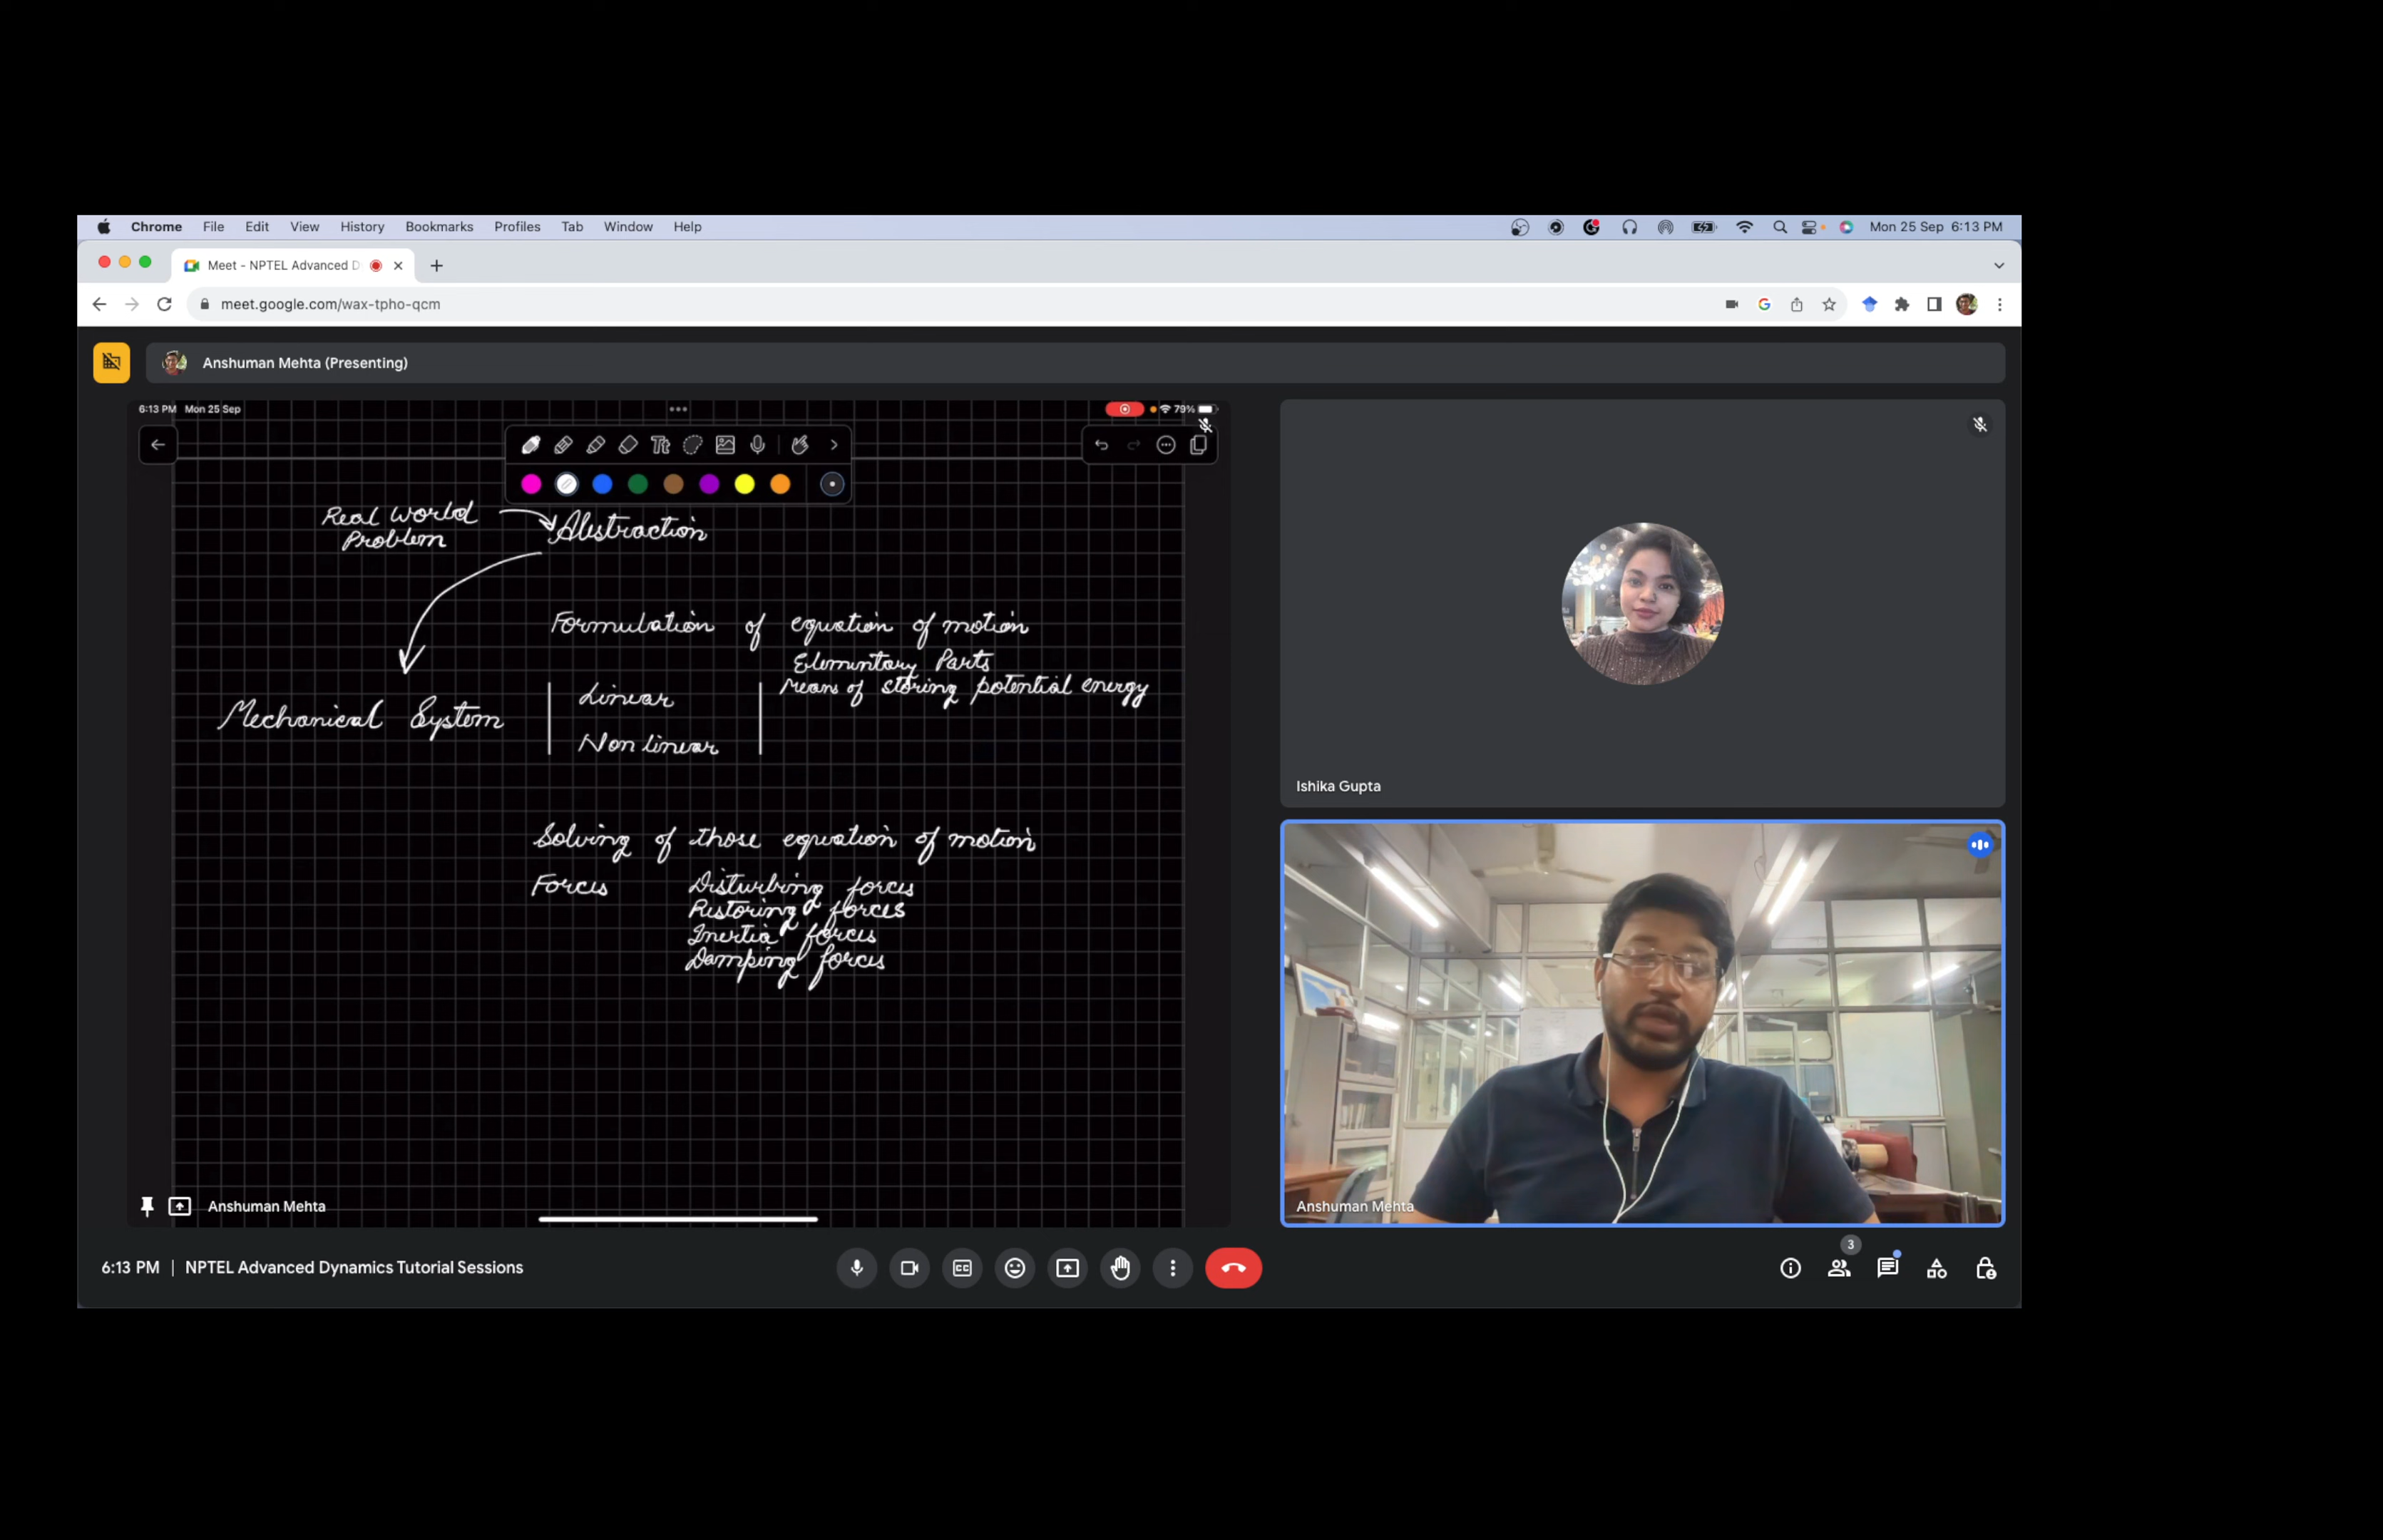 Chrome File Edit View History Bookmarks Profiles Tab Window Help Mon 25 Sep 6:13 PM
Meet - NPTEL Advanced D
meet.google.com/wax-tpho-qcm
Anshuman Mehta (Presenting)
6:13 PM Mon 25 Sep 79%
Tt
Real World
Problem
Abstraction
Formulation of equation of motion
Elementary Parts
Means of storing potential energy
Mechanical System
Linear
Non linear
Solving of those equation of motion
Forces
Disturbing forces
Restoring forces
Inertia forces
Damping forces
Anshuman Mehta
Ishika Gupta
Anshuman Mehta
6:13 PM | NPTEL Advanced Dynamics Tutorial Sessions
CC
3